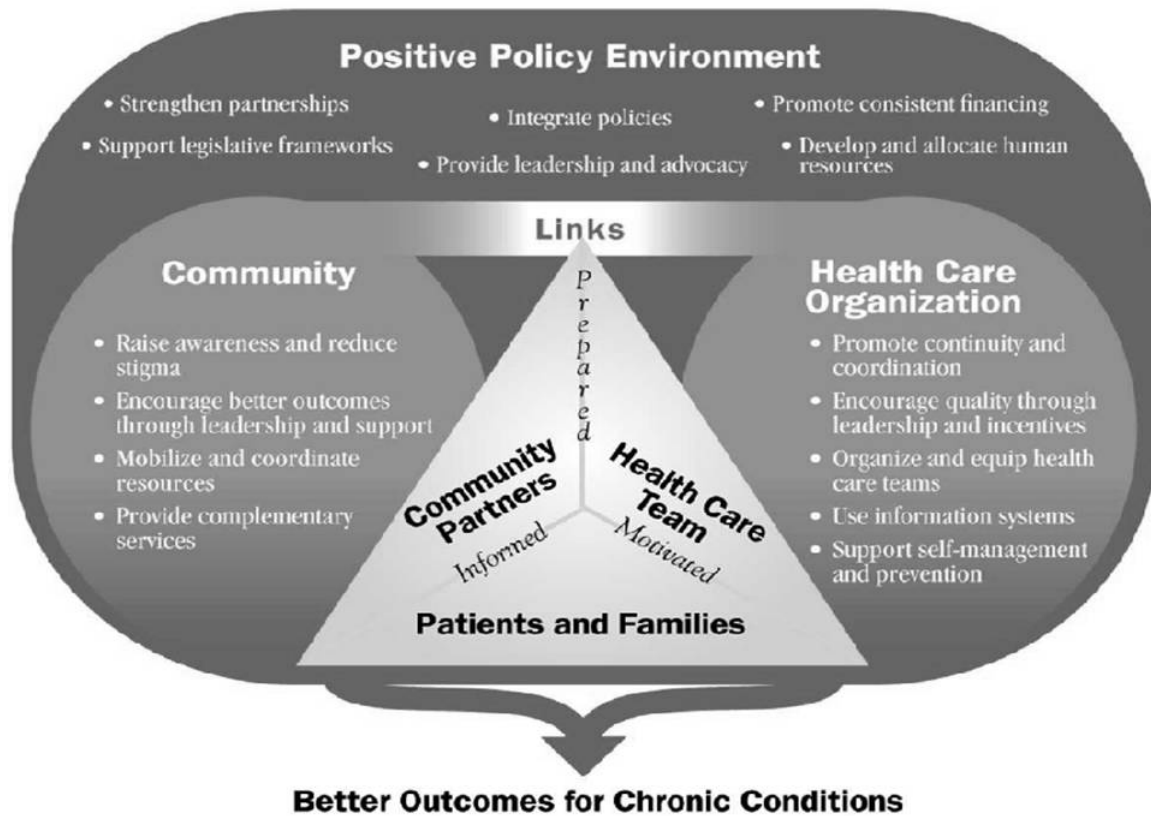 Positive Policy Environment
• Strengthen partnerships
• Support legislative frameworks
• Integrate policies
• Provide leadership and advocacy
• Promote consistent financing
• Develop and allocate human
resources
Links
Community
• Raise awareness and reduce
stigma
• Encourage better outcomes
through leadership and support
• Mobilize and coordinate
resources
• Provide complementary
services
Prepared
Community
Partners
Informed
Health Care
Team
Motivated
Patients and Families
Health Care
Organization
• Promote continuity and
coordination
• Encourage quality through
leadership and incentives
• Organize and equip health
care teams
• Use information systems
• Support self-management
and prevention
Better Outcomes for Chronic Conditions